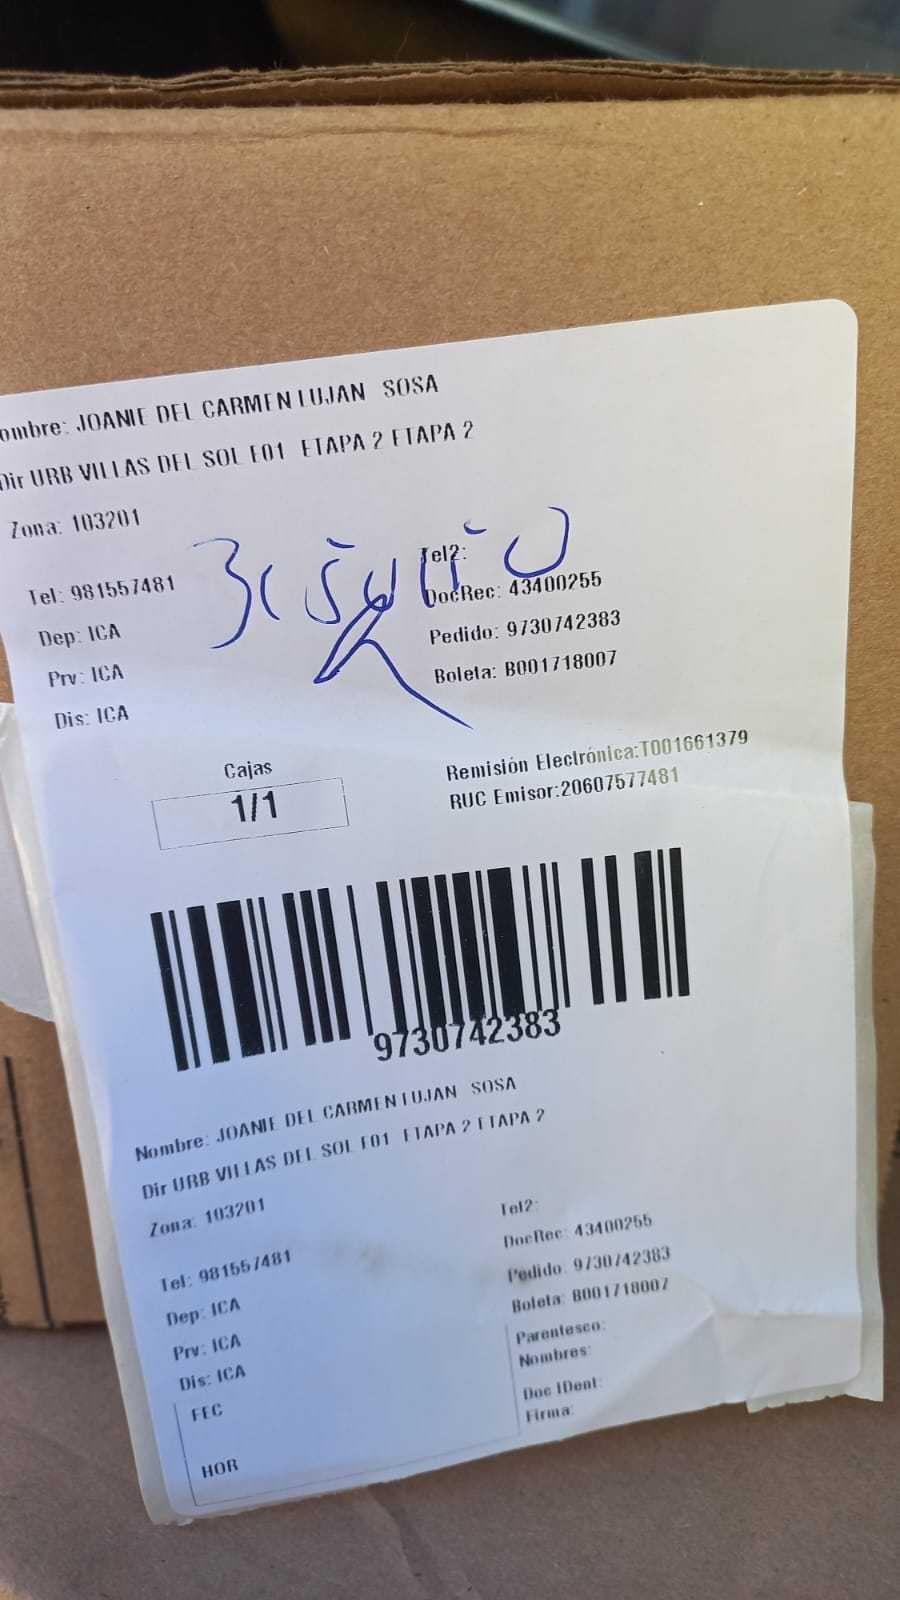 ombre: JOANIE DEL CARMEN LUJAN SOSA
Dir URB VILLAS DEL SOL E01 ETAPA 2 ETAPA 2
Zona: 103201
Tel: 981557481
Dep: ICA
Prv: ICA
Dis: ICA
Tel2:
DocRec: 43400255
Pedido: 9730742383
Boleta: B001718007
Cajas
1/1
Remisión Electrónica:T001661379
RUC Emisor:20607577481
9730742383
Nombre: JOANIE DEL CARMEN LUJAN SOSA
Dir URB VILLAS DEL SOL E01 ETAPA 2 ETAPA 2
Zona: 103201
Tel: 981557481
Dep: ICA
Prv: ICA
Dis: ICA
FEC
HOR
Tel2:
DocRec: 43400255
Pedido: 9730742383
Boleta: B001718007
Parentesco:
Nombres:
Doc IDent:
Firma: